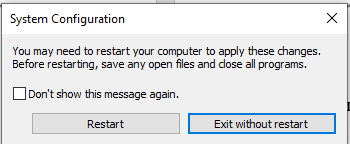 System Configuration
You may need to restart your computer to apply these changes.
Before restarting, save any open files and close all programs.
Don't show this message again.
Restart
Exit without restart